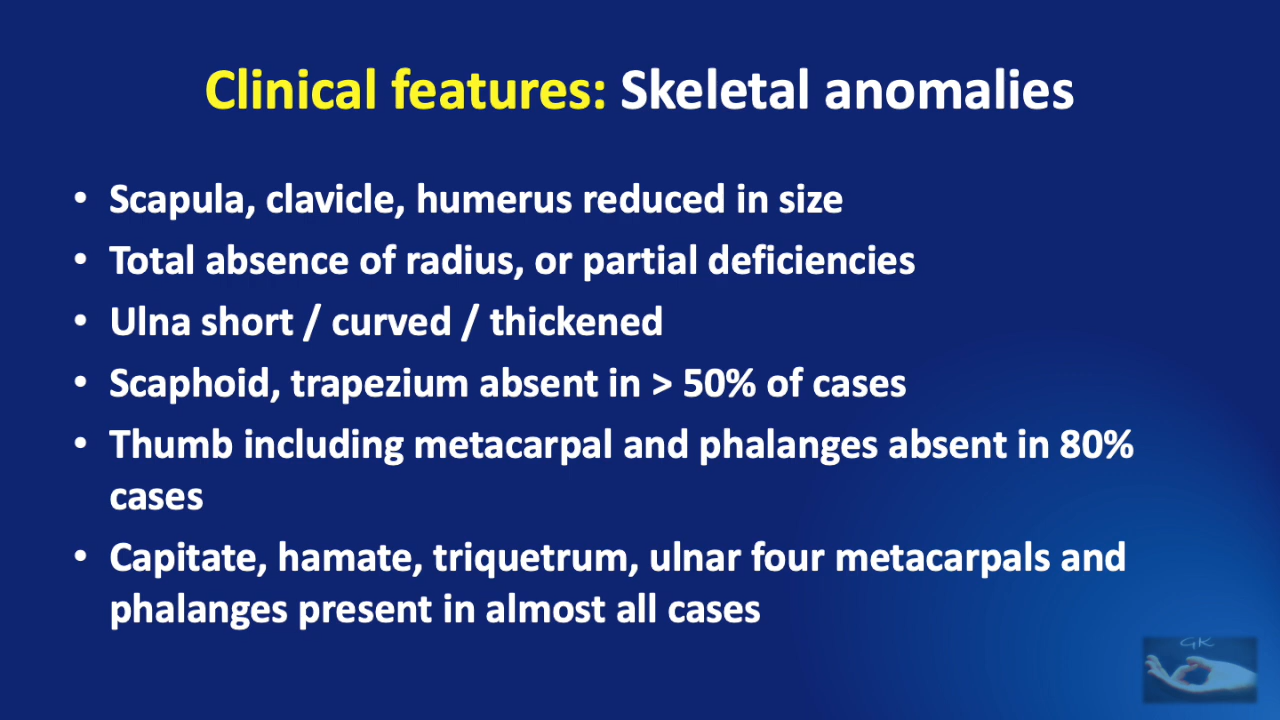 Clinical features: Skeletal anomalies
• Scapula, clavicle, humerus reduced in size
• Total absence of radius, or partial deficiencies
• Ulna short / curved / thickened
• Scaphoid, trapezium absent in > 50% of cases
• Thumb including metacarpal and phalanges absent in 80%
cases
• Capitate, hamate, triquetrum, ulnar four metacarpals and
phalanges present in almost all cases
GK